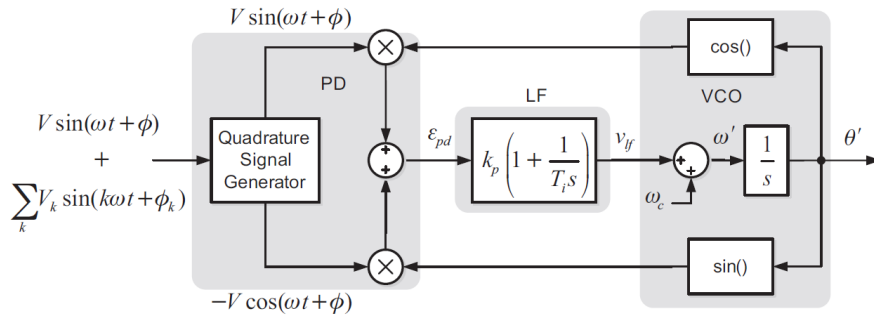 V sin(ωt+ϕ)
PD
cos()
LF
VCO
V sin(ωt+ϕ)
+
∑_k V_k sin(kωt+ϕ_k)
Quadrature
Signal
Generator
+
+
ε_pd
k_p (1 + 1/(T_i s))
v_lf
+
+
ω_c
ω'
1/s
θ'
sin()
−V cos(ωt+ϕ)